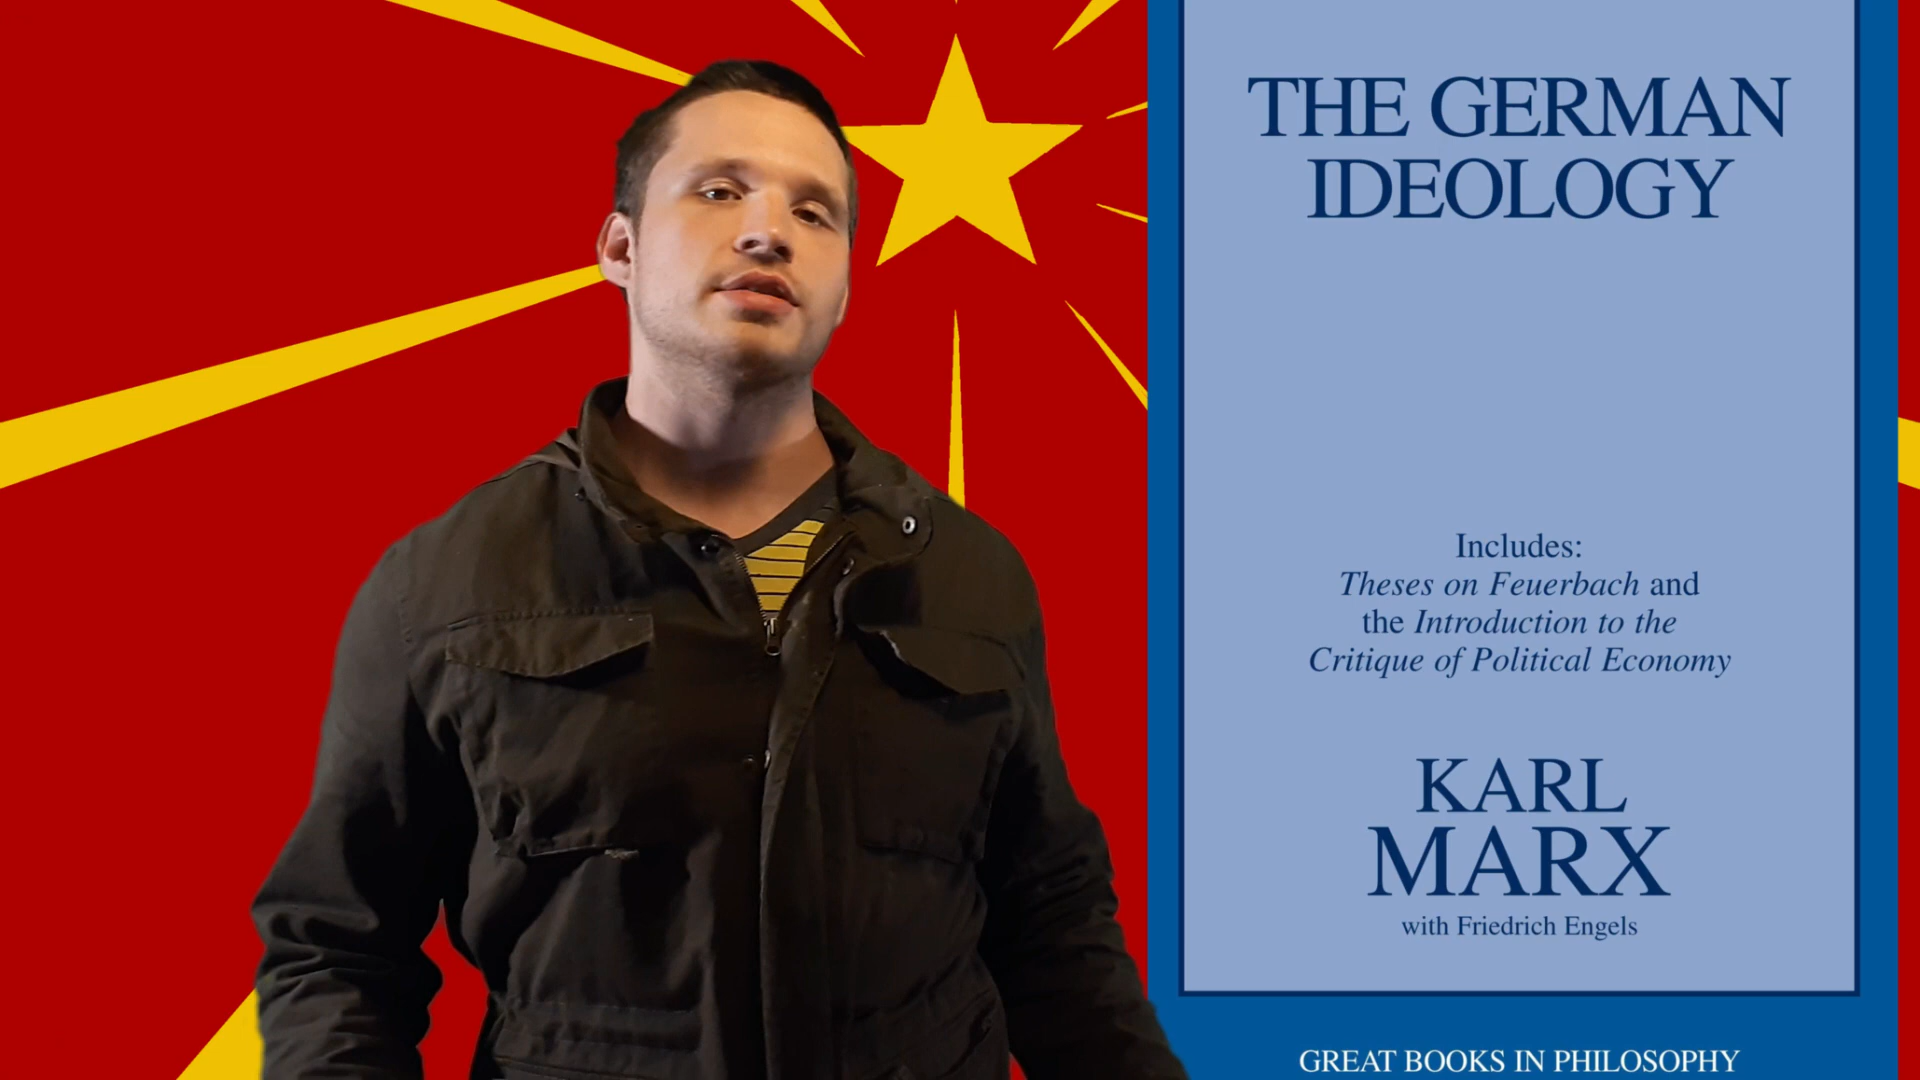 THE GERMAN
IDEOLOGY
Includes:
Theses on Feuerbach and
the Introduction to the
Critique of Political Economy
KARL
MARX
with Friedrich Engels
GREAT BOOKS IN PHILOSOPHY